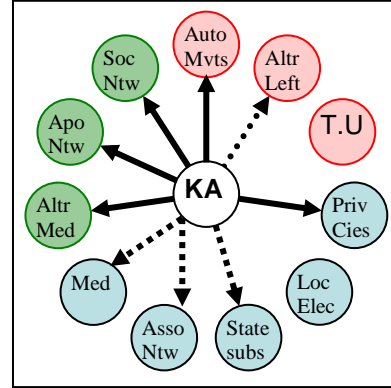 Auto
Mvts
Soc
Ntw
Altr
Left
Apo
Ntw
T.U
KA
Altr
Med
Priv
Cies
Med
Loc
Elec
Asso
Ntw
State
subs